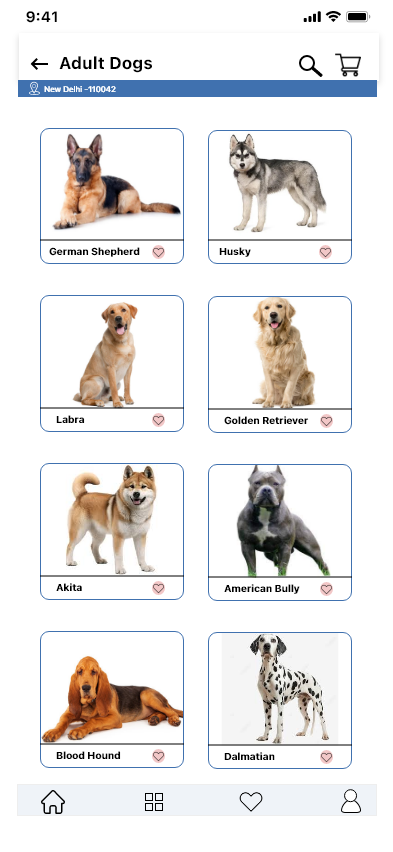 9:41
Adult Dogs
New Delhi -110042
German Shepherd
Husky
Labra
Golden Retriever
Akita
American Bully
Blood Hound
Dalmatian